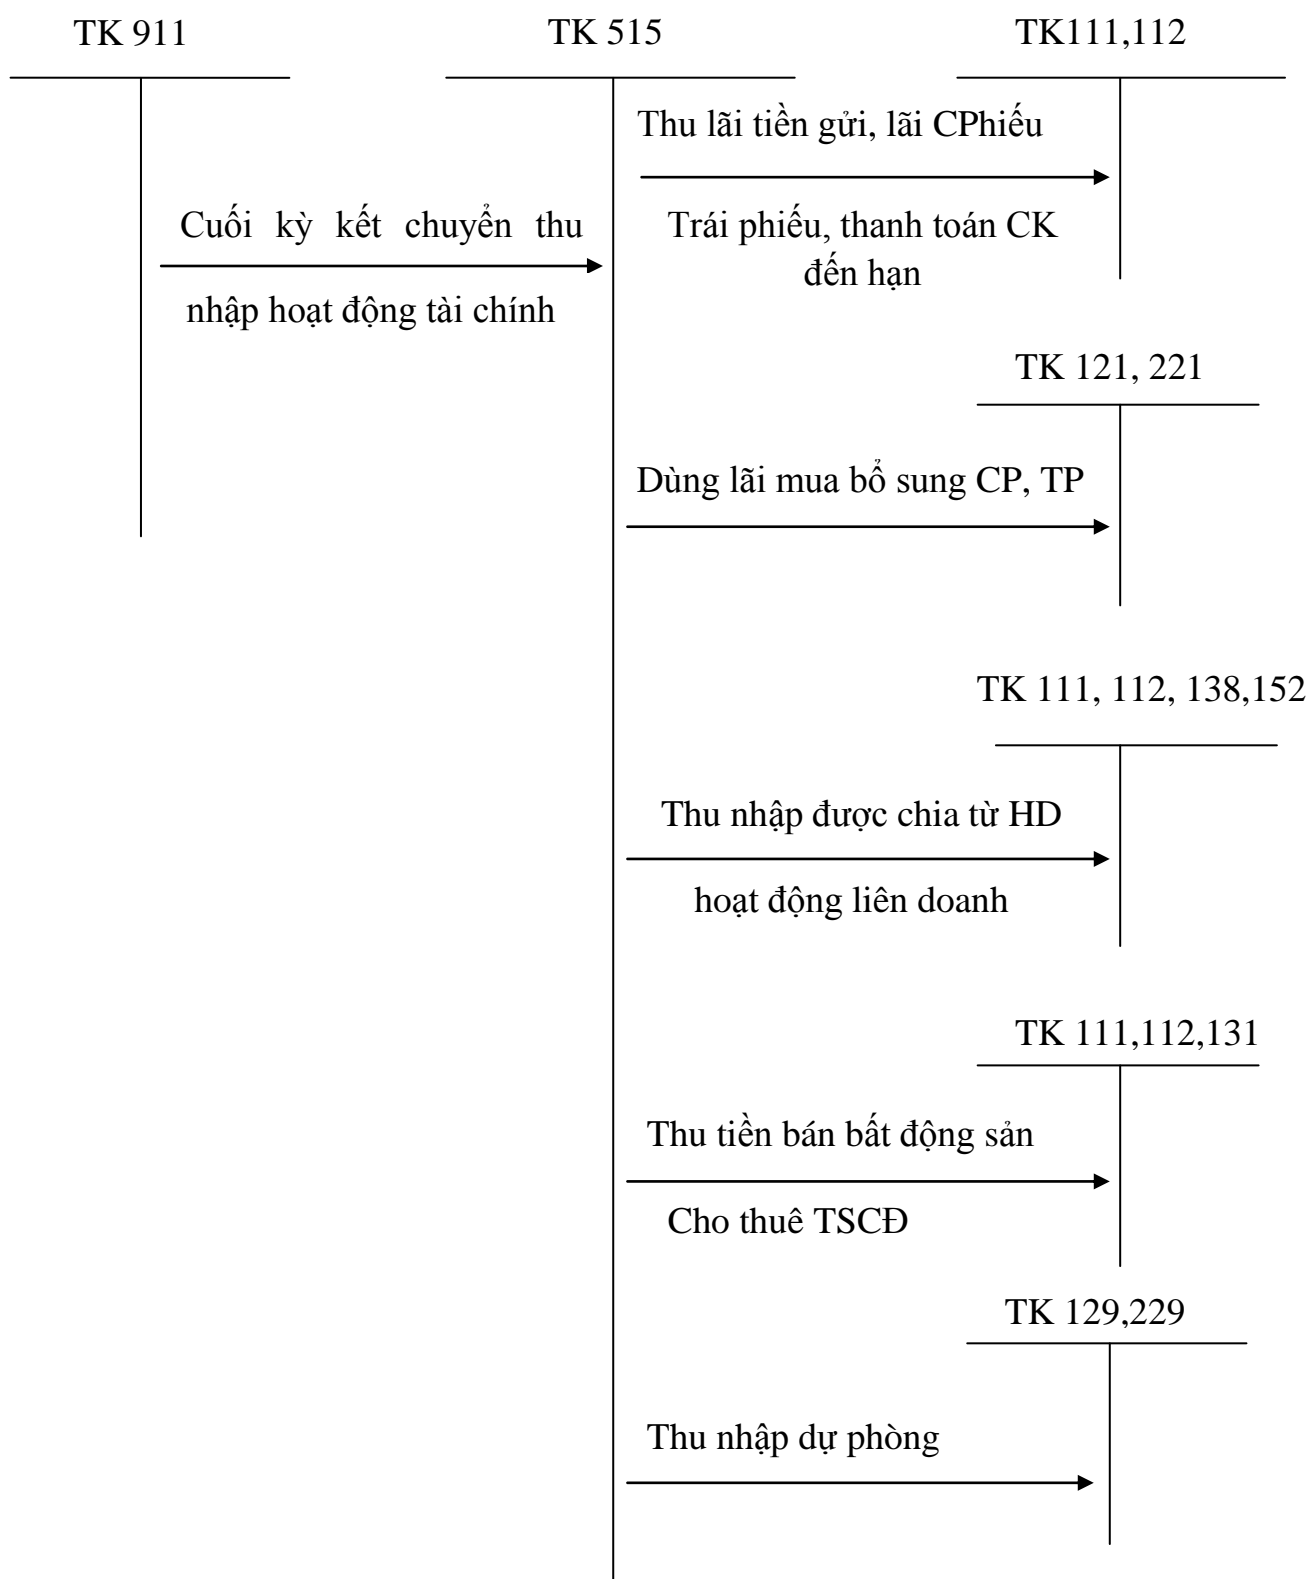 TK 911
TK 515
TK111,112
Thu lãi tiền gửi, lãi CPhiếu
Trái phiếu, thanh toán CK
đến hạn
Cuối kỳ kết chuyển thu
nhập hoạt động tài chính
TK 121, 221
Dùng lãi mua bổ sung CP, TP
TK 111, 112, 138,152
Thu nhập được chia từ HD
hoạt động liên doanh
TK 111,112,131
Thu tiền bán bất động sản
Cho thuê TSCĐ
TK 129,229
Thu nhập dự phòng